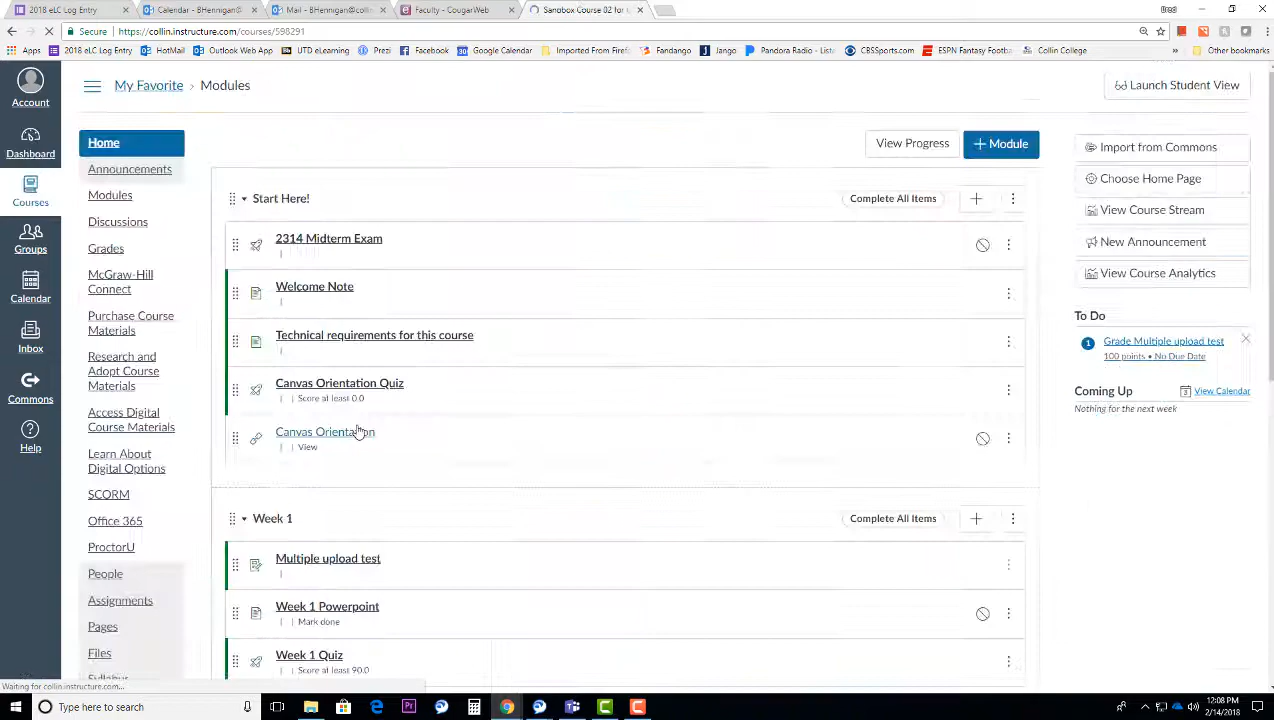 2018 eLC Log Entry
Calendar - BHennigan@
Mail - BHennigan@collin
Faculty - CougarWeb
Sandbox Course 02 for
Secure
https://collin.instructure.com/courses/598291
Apps
2018 eLC Log Entry
HotMail
Outlook Web App
UTD eLearning
Prezi
Facebook
Google Calendar
Imported From Firef
Fandango
Jango
Pandora Radio - Liste
CBSSports.com
ESPN Fantasy Footba
Collin College
»
Other bookmarks
Account
Dashboard
Courses
Groups
Calendar
Inbox
Commons
Help
My Favorite › Modules
Launch Student View
Home
Announcements
Modules
Discussions
Grades
McGraw-Hill
Connect
Purchase Course
Materials
Research and
Adopt Course
Materials
Access Digital
Course Materials
Learn About
Digital Options
SCORM
Office 365
ProctorU
People
Assignments
Pages
Files
Syllabus
View Progress
+ Module
Start Here!
Complete All Items
2314 Midterm Exam
Welcome Note
Technical requirements for this course
Canvas Orientation Quiz
Score at least 0.0
Canvas Orientation
View
Week 1
Complete All Items
Multiple upload test
Week 1 Powerpoint
Mark done
Week 1 Quiz
Score at least 90.0
Import from Commons
Choose Home Page
View Course Stream
New Announcement
View Course Analytics
To Do
1
Grade Multiple upload test
100 points • No Due Date
Coming Up
View Calendar
Nothing for the next week
Waiting for collin.instructure.com...
Type here to search
12:08 PM
2/14/2018